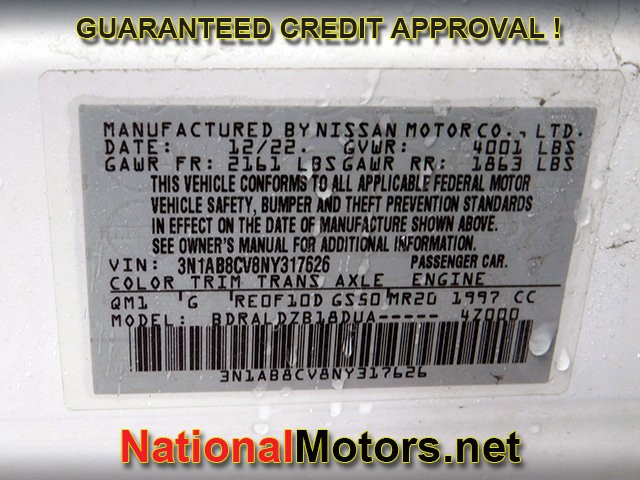 GUARANTEED CREDIT APPROVAL !
MANUFACTURED BY NISSAN MOTOR CO., LTD.
DATE: 12/22. GVWR: 4001 LBS
GAWR FR: 2161 LBS GAWR RR: 1863 LBS
THIS VEHICLE CONFORMS TO ALL APPLICABLE FEDERAL MOTOR
VEHICLE SAFETY, BUMPER AND THEFT PREVENTION STANDARDS
IN EFFECT ON THE DATE OF MANUFACTURE SHOWN ABOVE.
SEE OWNER'S MANUAL FOR ADDITIONAL INFORMATION.
VIN: 3N1AB8CV8NY317626 PASSENGER CAR.
COLOR TRIM TRANS AXLE ENGINE
QM1 G RE0F10D GS50 MR20 1997 CC
MODEL: BDRALDZB18DUA----- 47000
3N1AB8CV8NY317626
NationalMotors.net